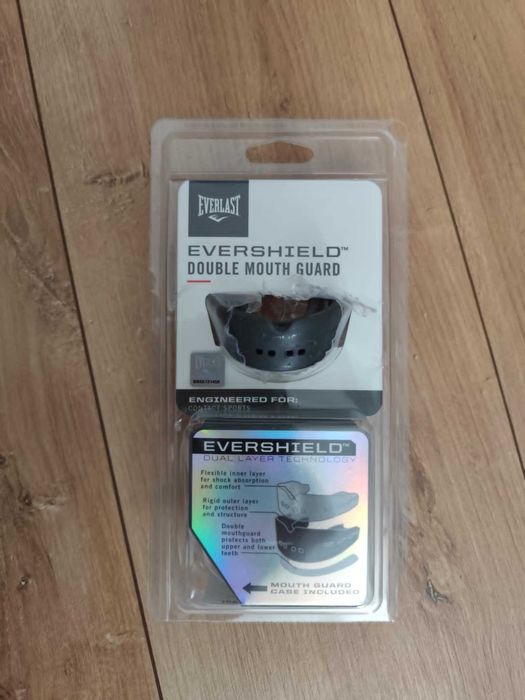 EVERLAST
EVERSHIELD™
DOUBLE MOUTH GUARD
EVERLAST
ENGINEERED FOR:
CONTACT SPORTS
EVERSHIELD™
DUAL LAYER TECHNOLOGY
Flexible inner layer
for shock absorption
and comfort
Rigid outer layer
for protection
and structure
Double
mouthguard
protects both
upper and lower
teeth
MOUTH GUARD
CASE INCLUDED